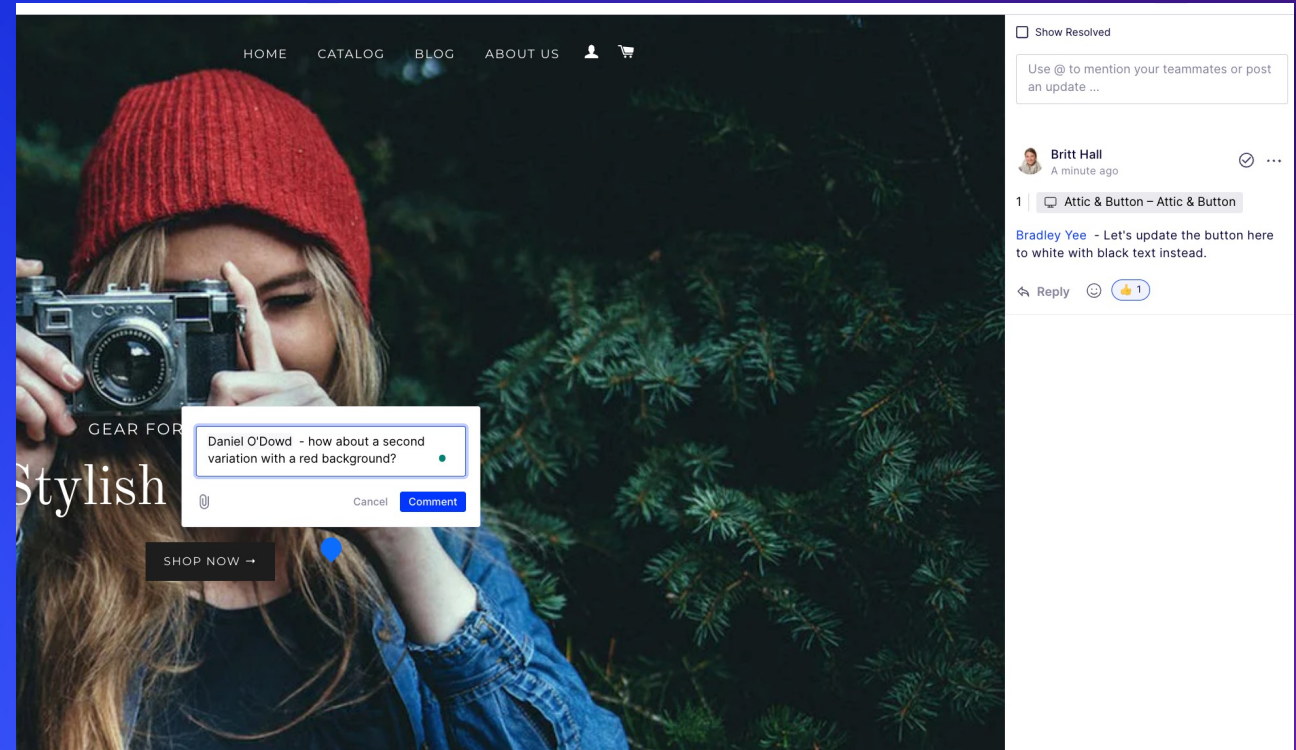 HOME CATALOG BLOG ABOUT US
Contax
GEAR FOR
Stylish
Daniel O'Dowd - how about a second
variation with a red background?
Cancel Comment
SHOP NOW →
Show Resolved
Use @ to mention your teammates or post
an update ...
Britt Hall
A minute ago
1 Attic & Button – Attic & Button
Bradley Yee - Let's update the button here
to white with black text instead.
Reply 👍 1